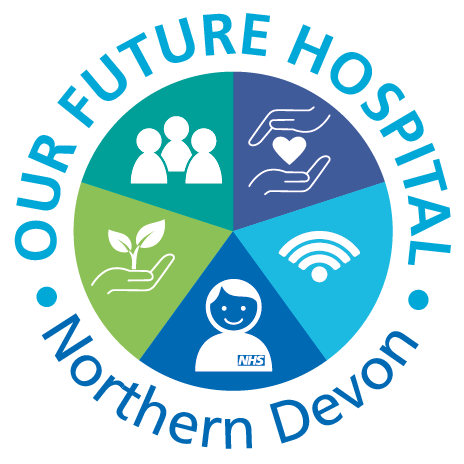 OUR FUTURE HOSPITAL
NHS
• Northern Devon •